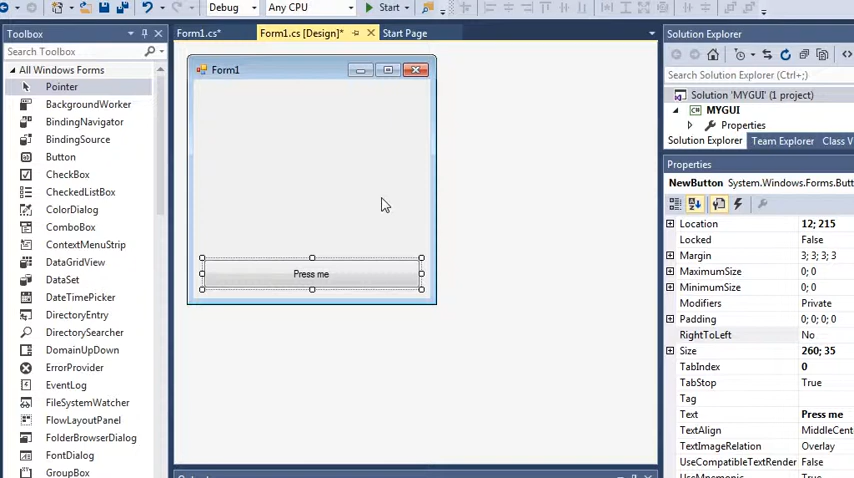 Debug Any CPU Start
Toolbox
Search Toolbox
All Windows Forms
Pointer
BackgroundWorker
BindingNavigator
BindingSource
Button
CheckBox
CheckedListBox
ColorDialog
ComboBox
ContextMenuStrip
DataGridView
DataSet
DateTimePicker
DirectoryEntry
DirectorySearcher
DomainUpDown
ErrorProvider
EventLog
FileSystemWatcher
FlowLayoutPanel
FolderBrowserDialog
FontDialog
GroupBox
Form1.cs* Form1.cs [Design]* Start Page
Form1
Press me
Solution Explorer
Search Solution Explorer (Ctrl+;)
Solution 'MYGUI' (1 project)
C# MYGUI
Properties
Solution Explorer Team Explorer Class V
Properties
NewButton System.Windows.Forms.Butt
Location 12; 215
Locked False
Margin 3; 3; 3; 3
MaximumSize 0; 0
MinimumSize 0; 0
Modifiers Private
Padding 0; 0; 0; 0
RightToLeft No
Size 260; 35
TabIndex 0
TabStop True
Tag
Text Press me
TextAlign MiddleCent
TextImageRelation Overlay
UseCompatibleTextRender False